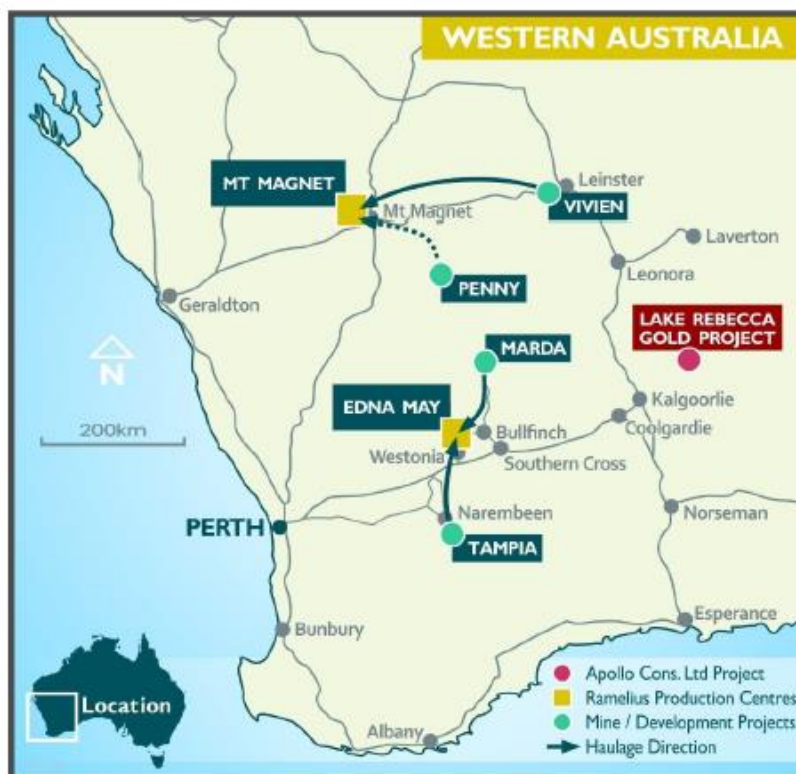 WESTERN AUSTRALIA
MT MAGNET
Mt Magnet
Leinster
VIVIEN
Laverton
Leonora
PENNY
Geraldton
LAKE REBECCA
GOLD PROJECT
MARDA
N
EDNA MAY
Kalgoorlie
Coolgardie
200km
Bullfinch
Westonia
Southern Cross
Norseman
Narembeen
PERTH
TAMPIA
Esperance
Bunbury
Apollo Cons. Ltd Project
Ramelius Production Centres
Mine / Development Projects
Haulage Direction
Location
Albany